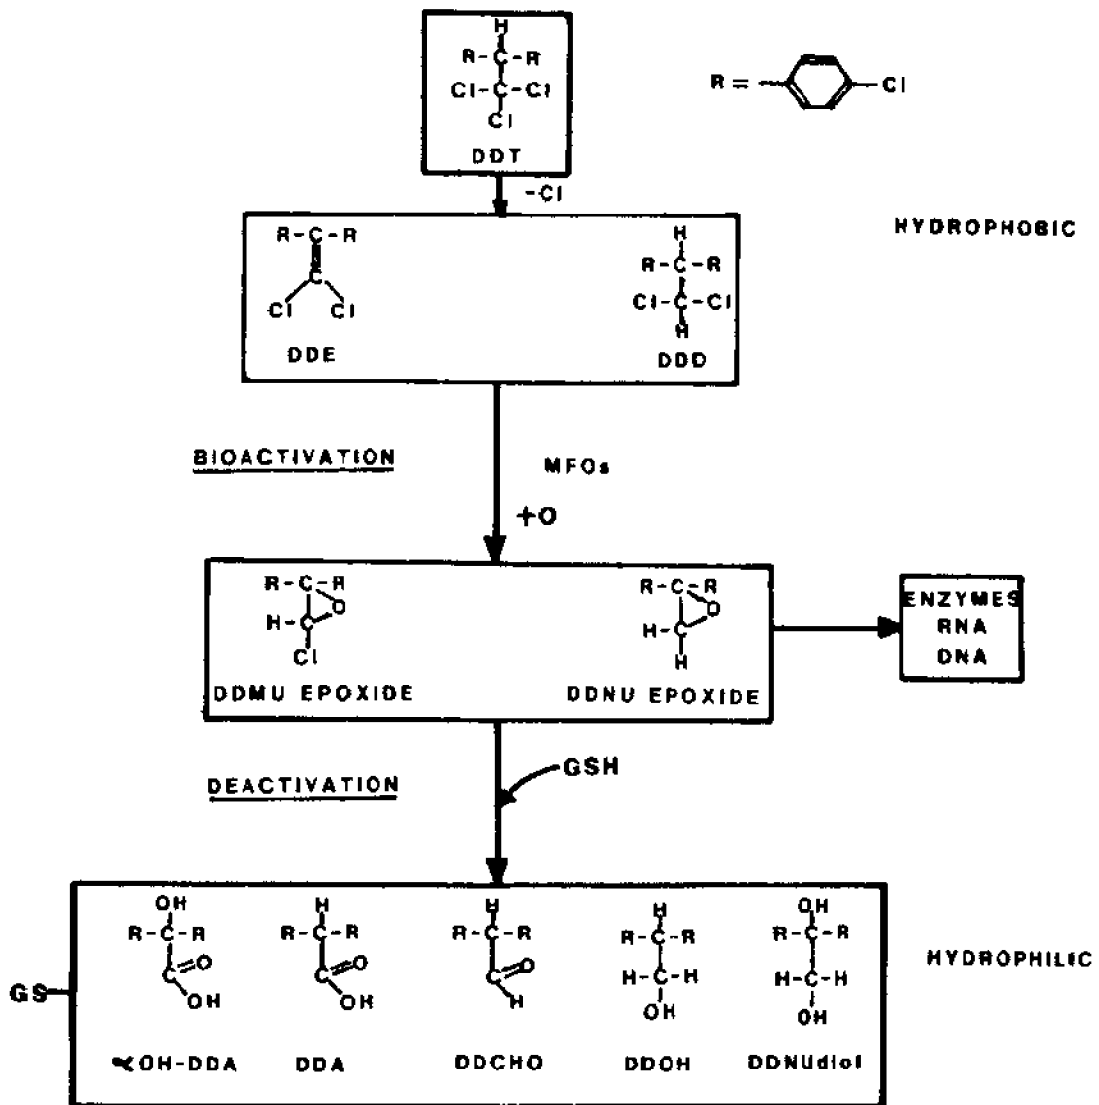 H
R-C-R
Cl-C-Cl
Cl
DDT
R = -Cl
-Cl
HYDROPHOBIC
R-C-R
C
Cl Cl
DDE
H
R-C-R
Cl-C-Cl
H
DDD
BIOACTIVATION
MFOs
+O
R-C-R
O
H-C
Cl
DDMU EPOXIDE
R-C-R
O
H-C
H
DDNU EPOXIDE
ENZYMES
RNA
DNA
DEACTIVATION
GSH
GS
OH
R-C-R
C=O
OH
∝OH-DDA
H
R-C-R
C=O
OH
DDA
H
R-C-R
C=O
H
DDCHO
H
R-C-R
H-C-H
OH
DDOH
OH
R-C-R
H-C-H
OH
DDNUdiol
HYDROPHILIC